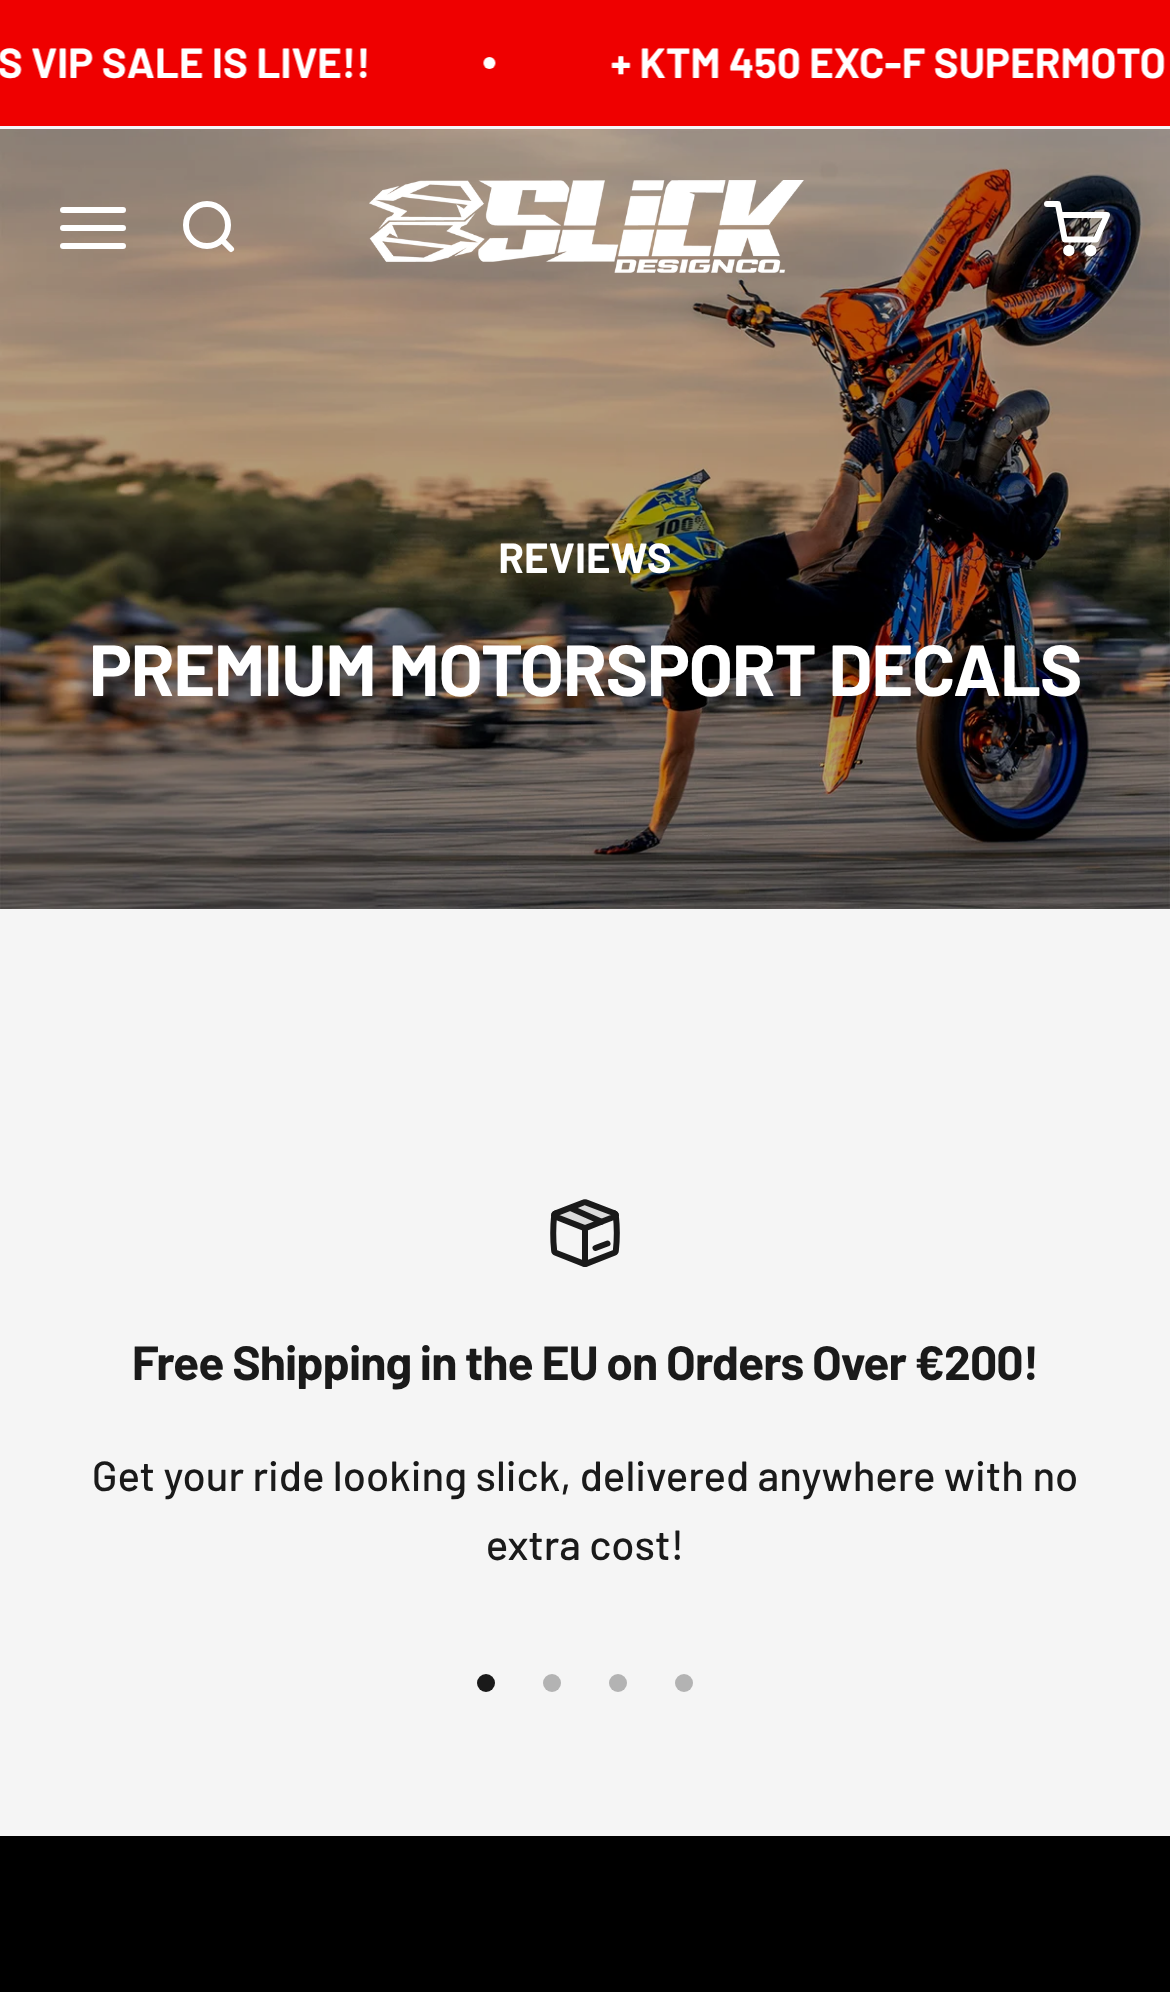 S VIP SALE IS LIVE!! • + KTM 450 EXC-F SUPERMOTO
SLiCK
DESIGNCO.
100%
REVIEWS
PREMIUM MOTORSPORT DECALS
Free Shipping in the EU on Orders Over €200!
Get your ride looking slick, delivered anywhere with no
extra cost!